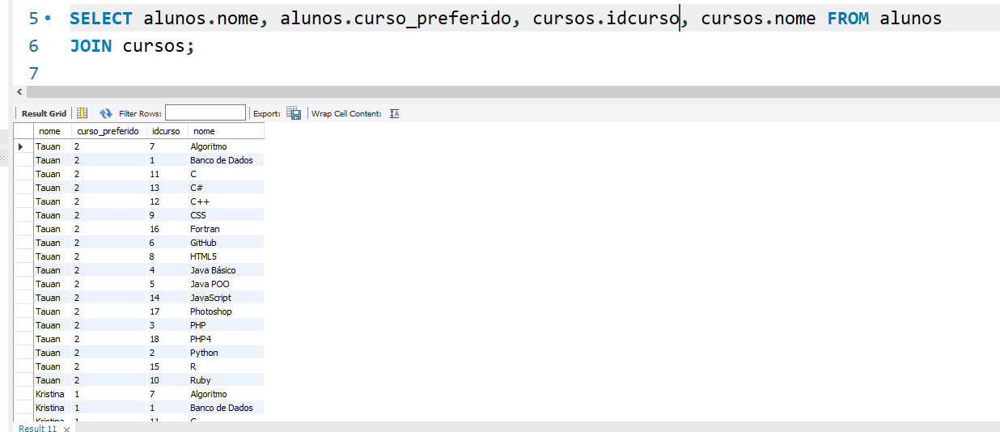 5 SELECT alunos.nome, alunos.curso_preferido, cursos.idcurso, cursos.nome FROM alunos
6 JOIN cursos;
7
Result Grid Filter Rows: Export: Wrap Cell Content:
nome curso_preferido idcurso nome
Tauan 2 7 Algoritmo
Tauan 2 1 Banco de Dados
Tauan 2 11 C
Tauan 2 13 C#
Tauan 2 12 C++
Tauan 2 9 CSS
Tauan 2 16 Fortran
Tauan 2 6 GitHub
Tauan 2 8 HTML5
Tauan 2 4 Java Básico
Tauan 2 5 Java POO
Tauan 2 14 JavaScript
Tauan 2 17 Photoshop
Tauan 2 3 PHP
Tauan 2 18 PHP4
Tauan 2 2 Python
Tauan 2 15 R
Tauan 2 10 Ruby
Kristina 1 7 Algoritmo
Kristina 1 1 Banco de Dados
Kristina 1 11 C
Result 11